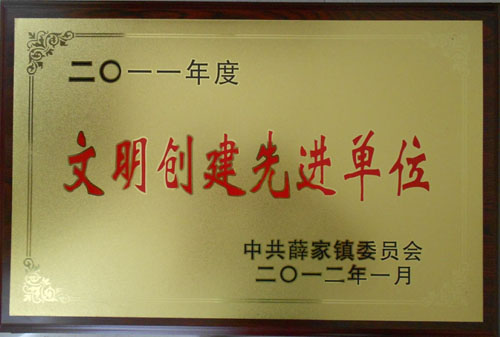 二〇一一年度
文明创建先进单位
中共薛家镇委员会
二〇一二年一月